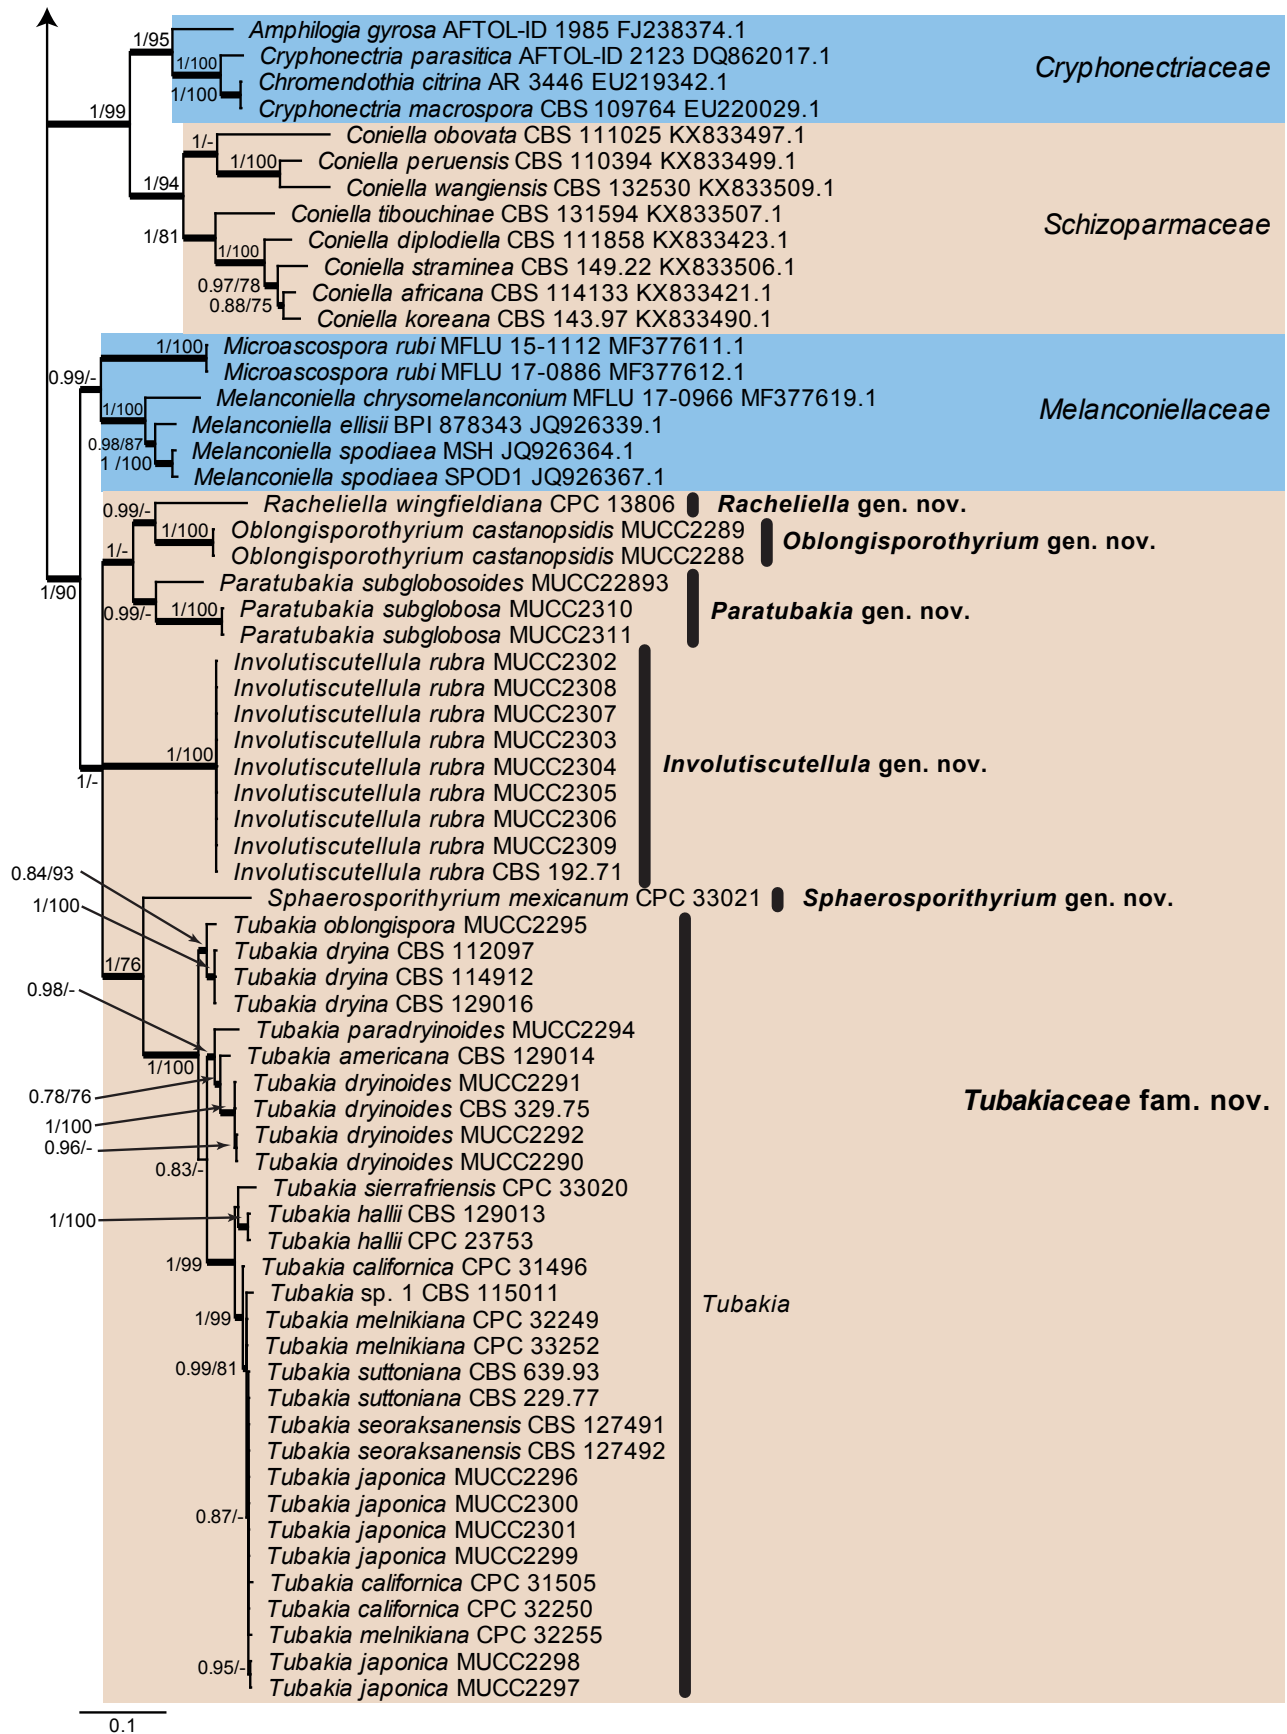 1/95
Amphilogia gyrosa AFTOL-ID 1985 FJ238374.1
1/100
Cryphonectria parasitica AFTOL-ID 2123 DQ862017.1
Cryphonectriaceae
1/100
Chromendothia citrina AR 3446 EU219342.1
Cryphonectria macrospora CBS 109764 EU220029.1
1/99
1/-
Coniella obovata CBS 111025 KX833497.1
1/100
Coniella peruensis CBS 110394 KX833499.1
1/94
Coniella wangiensis CBS 132530 KX833509.1
Coniella tibouchinae CBS 131594 KX833507.1
Schizoparmaceae
1/81
1/100
Coniella diplodiella CBS 111858 KX833423.1
Coniella straminea CBS 149.22 KX833506.1
0.97/78
Coniella africana CBS 114133 KX833421.1
0.88/75
Coniella koreana CBS 143.97 KX833490.1
1/100
Microascospora rubi MFLU 15-1112 MF377611.1
Microascospora rubi MFLU 17-0886 MF377612.1
0.99/-
Melanconiella chrysomelanconium MFLU 17-0966 MF377619.1
1/100
Melanconiellaceae
Melanconiella ellisii BPI 878343 JQ926339.1
0.98/87
Melanconiella spodiaea MSH JQ926364.1
1 /100
Melanconiella spodiaea SPOD1 JQ926367.1
0.99/-
Racheliella wingfieldiana CPC 13806
Racheliella gen. nov.
1/100
Oblongisporothyrium castanopsidis MUCC2289
Oblongisporothyrium gen. nov.
1/-
Oblongisporothyrium castanopsidis MUCC2288
1/90
Paratubakia subglobosoides MUCC22893
0.99/-
1/100
Paratubakia subglobosa MUCC2310
Paratubakia gen. nov.
Paratubakia subglobosa MUCC2311
Involutiscutellula rubra MUCC2302
Involutiscutellula rubra MUCC2308
Involutiscutellula rubra MUCC2307
Involutiscutellula rubra MUCC2303
1/100
Involutiscutellula rubra MUCC2304
Involutiscutellula gen. nov.
1/-
Involutiscutellula rubra MUCC2305
Involutiscutellula rubra MUCC2306
Involutiscutellula rubra MUCC2309
Involutiscutellula rubra CBS 192.71
0.84/93
Sphaerosporithyrium mexicanum CPC 33021
Sphaerosporithyrium gen. nov.
1/100
Tubakia oblongispora MUCC2295
Tubakia dryina CBS 112097
1/76
Tubakia dryina CBS 114912
0.98/-
Tubakia dryina CBS 129016
Tubakia paradryinoides MUCC2294
1/100
Tubakia americana CBS 129014
0.78/76
Tubakia dryinoides MUCC2291
Tubakiaceae fam. nov.
1/100
Tubakia dryinoides CBS 329.75
0.96/-
Tubakia dryinoides MUCC2292
0.83/-
Tubakia dryinoides MUCC2290
Tubakia sierrafriensis CPC 33020
1/100
Tubakia hallii CBS 129013
Tubakia hallii CPC 23753
1/99
Tubakia californica CPC 31496
Tubakia sp. 1 CBS 115011
Tubakia
1/99
Tubakia melnikiana CPC 32249
Tubakia melnikiana CPC 33252
0.99/81
Tubakia suttoniana CBS 639.93
Tubakia suttoniana CBS 229.77
Tubakia seoraksanensis CBS 127491
Tubakia seoraksanensis CBS 127492
Tubakia japonica MUCC2296
Tubakia japonica MUCC2300
0.87/-
Tubakia japonica MUCC2301
Tubakia japonica MUCC2299
Tubakia californica CPC 31505
Tubakia californica CPC 32250
Tubakia melnikiana CPC 32255
0.95/-
Tubakia japonica MUCC2298
Tubakia japonica MUCC2297
0.1